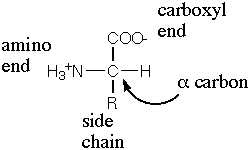 carboxyl
end
amino
end
COO-
H₃⁺N—C—H
α carbon
R
side
chain